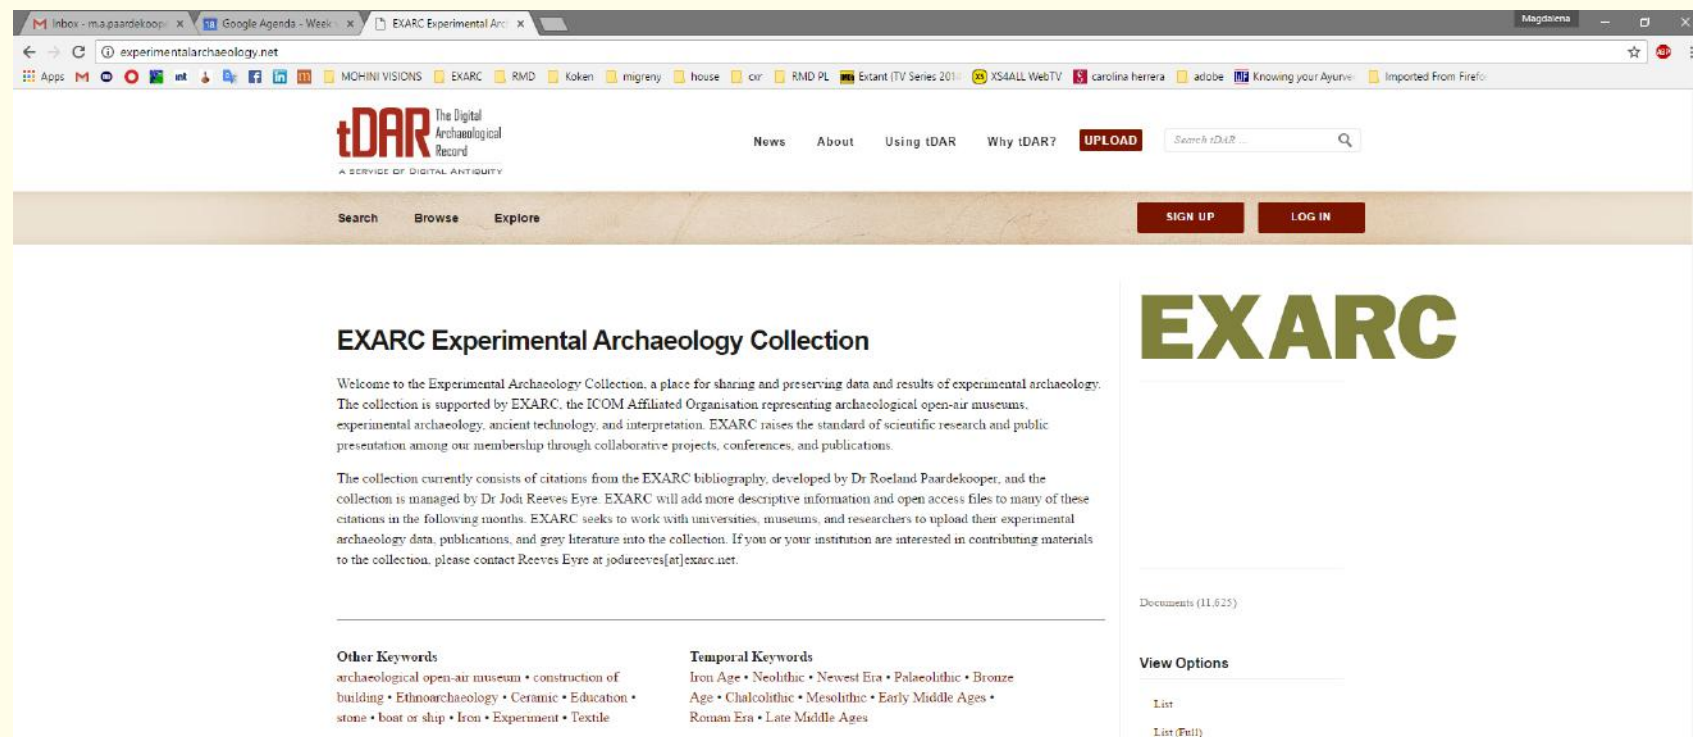 Inbox - m.a.paardekoop
Google Agenda - Week
EXARC Experimental Arc
Magdalena
experimentalarchaeology.net
Apps
MOHINI VISIONS
EXARC
RMD
Koken
migreny
house
RMD PL
Extant (TV Series 201
XS4ALL WebTV
carolina herrera
adobe
Knowing your Ayurve
Imported From Firefo
tDAR The Digital
Archaeological
Record
A SERVICE OF DIGITAL ANTIQUITY
News About Using tDAR Why tDAR? UPLOAD Search tDAR ...
Search Browse Explore SIGN UP LOG IN
EXARC
EXARC Experimental Archaeology Collection
Welcome to the Experimental Archaeology Collection, a place for sharing and preserving data and results of experimental archaeology.
The collection is supported by EXARC, the ICOM Affiliated Organisation representing archaeological open-air museums,
experimental archaeology, ancient technology, and interpretation. EXARC raises the standard of scientific research and public
presentation among our membership through collaborative projects, conferences, and publications.
The collection currently consists of citations from the EXARC bibliography, developed by Dr Roeland Paardekooper, and the
collection is managed by Dr Jodi Reeves Eyre. EXARC will add more descriptive information and open access files to many of these
citations in the following months. EXARC seeks to work with universities, museums, and researchers to upload their experimental
archaeology data, publications, and grey literature into the collection. If you or your institution are interested in contributing materials
to the collection, please contact Reeves Eyre at jodireeves[at]exarc.net.
Documents (11,625)
Other Keywords
archaeological open-air museum • construction of
building • Ethnoarchaeology • Ceramic • Education •
stone • boat or ship • Iron • Experiment • Textile
Temporal Keywords
Iron Age • Neolithic • Newest Era • Palaeolithic • Bronze
Age • Chalcolithic • Mesolithic • Early Middle Ages •
Roman Era • Late Middle Ages
View Options
List
List (Full)